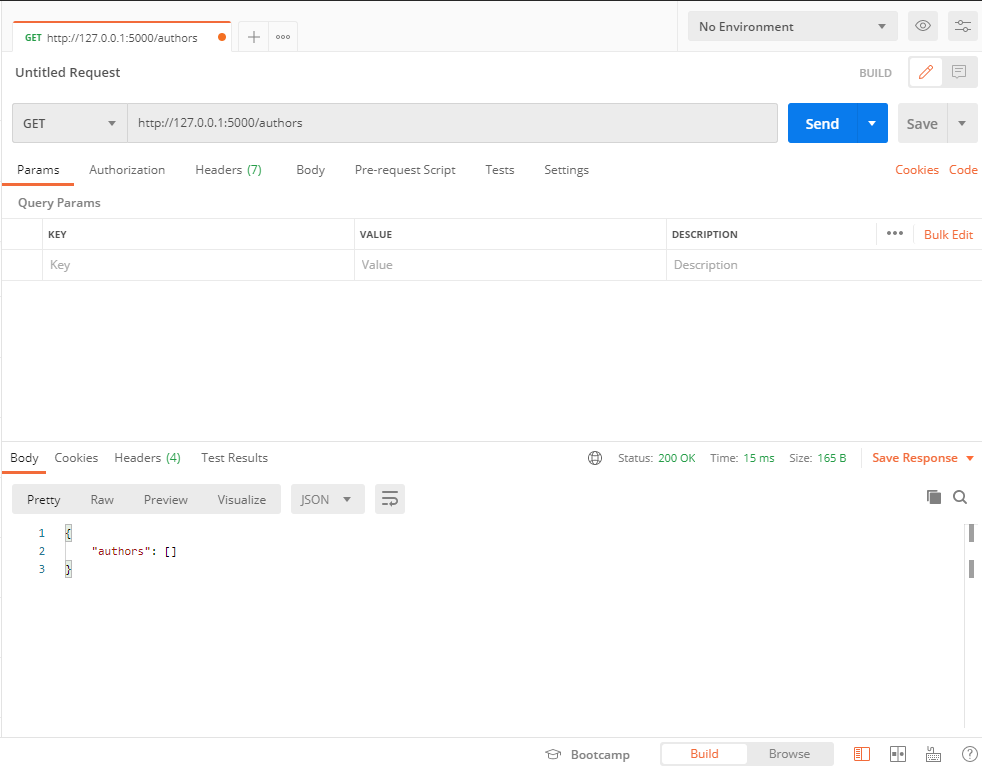 GET http://127.0.0.1:5000/authors
No Environment
Untitled Request
BUILD
GET http://127.0.0.1:5000/authors Send Save
Params Authorization Headers (7) Body Pre-request Script Tests Settings Cookies Code
Query Params
KEY VALUE DESCRIPTION ••• Bulk Edit
Key Value Description
Body Cookies Headers (4) Test Results Status: 200 OK Time: 15 ms Size: 165 B Save Response
Pretty Raw Preview Visualize JSON
1 {
2 "authors": []
3 }
Bootcamp Build Browse